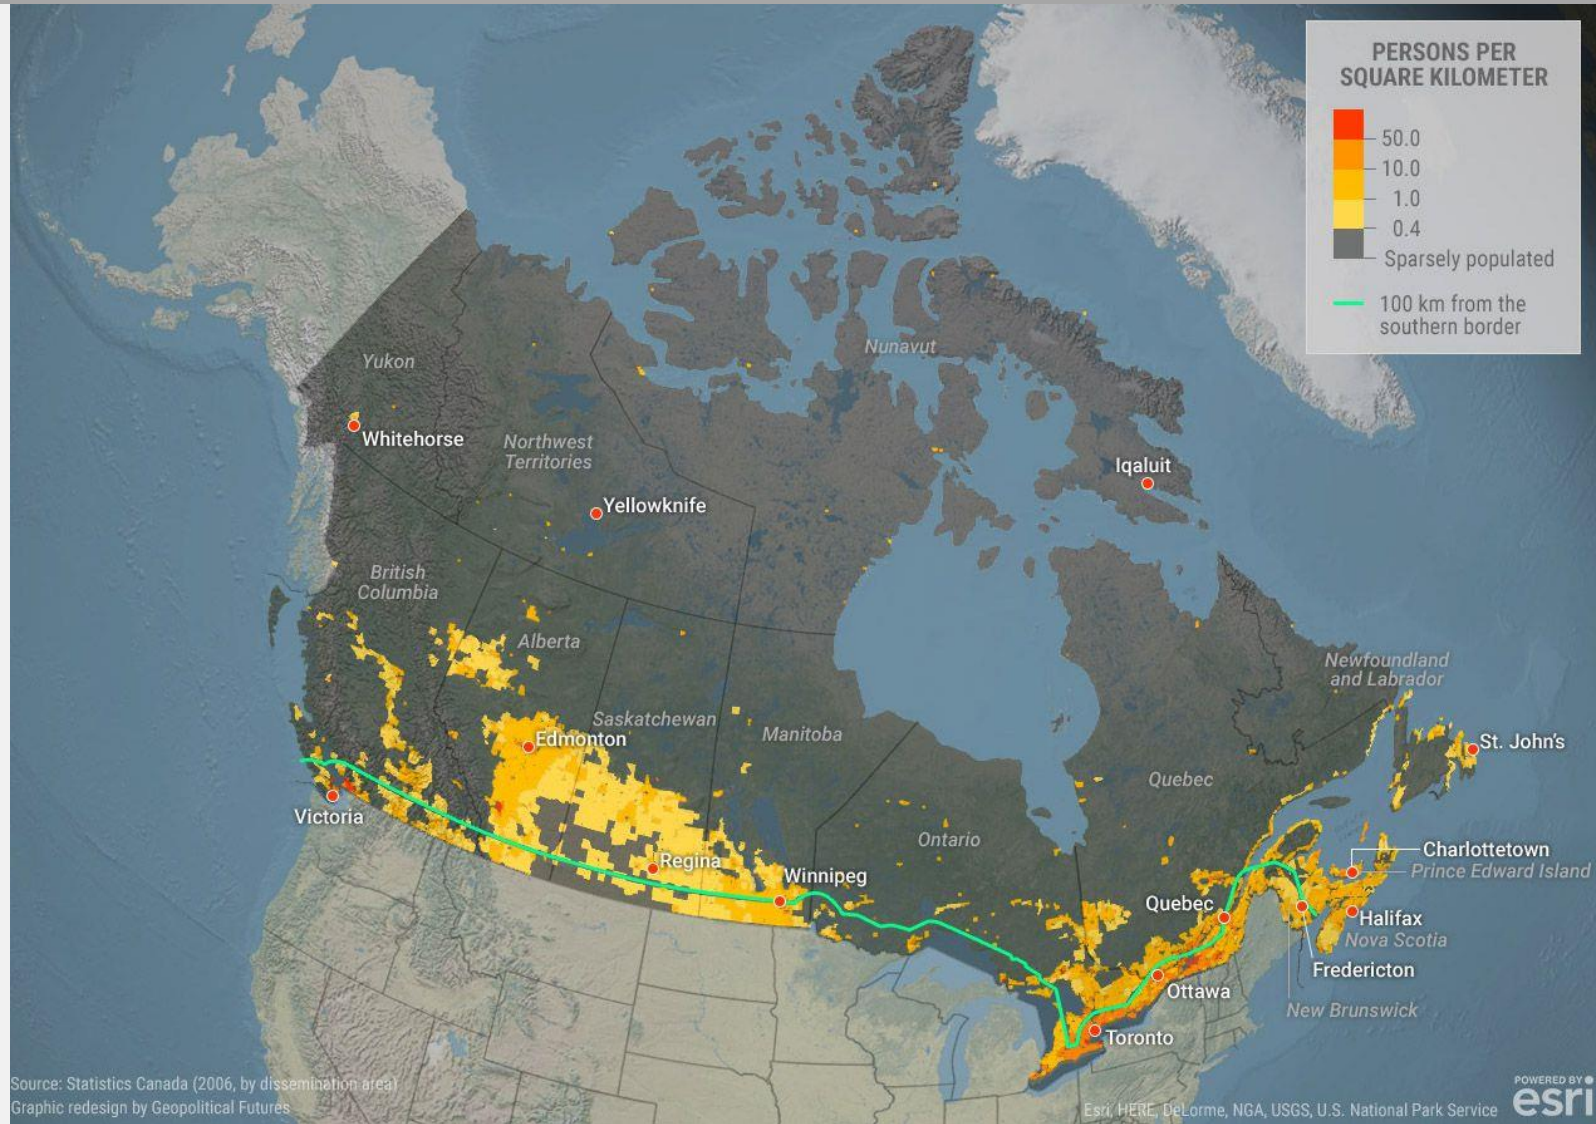 PERSONS PER
SQUARE KILOMETER
50.0
10.0
1.0
0.4
Sparsely populated
100 km from the
southern border
Nunavut
Yukon
Whitehorse
Northwest
Territories
Iqaluit
Yellowknife
British
Columbia
Alberta
Newfoundland
and Labrador
Saskatchewan
Edmonton
Manitoba
St. John's
Quebec
Victoria
Ontario
Regina
Charlottetown
Prince Edward Island
Winnipeg
Quebec
Halifax
Nova Scotia
Fredericton
Ottawa
New Brunswick
Toronto
Source: Statistics Canada (2006, by dissemination area)
Graphic redesign by Geopolitical Futures
Esri, HERE, DeLorme, NGA, USGS, U.S. National Park Service
POWERED BY
esri